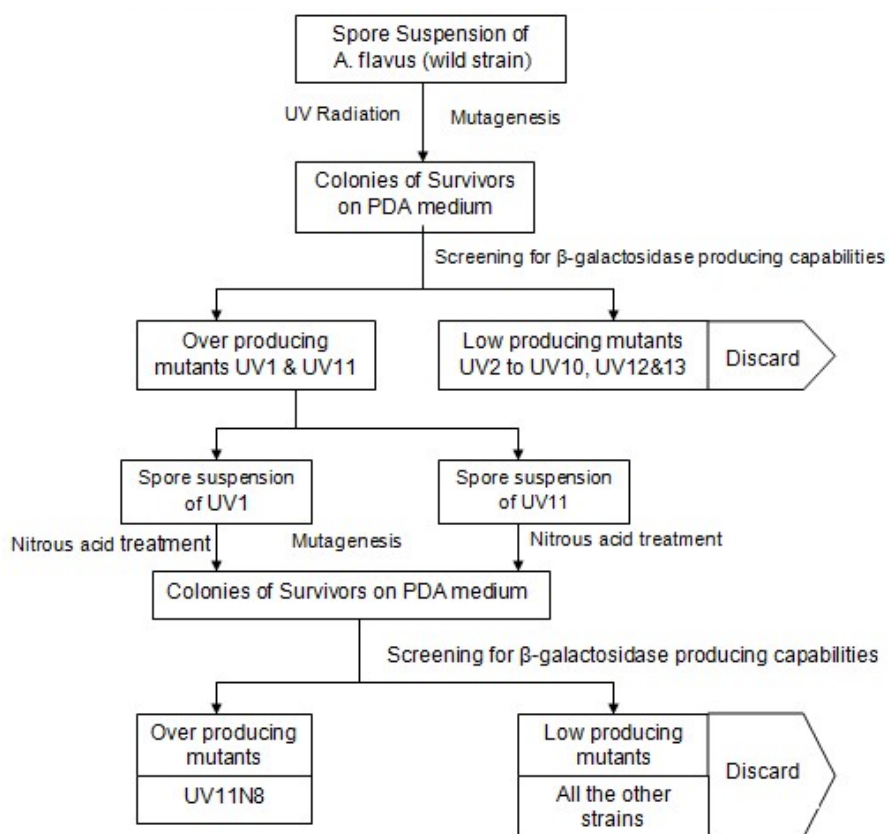 Spore Suspension of
A. flavus (wild strain)
UV Radiation
Mutagenesis
Colonies of Survivors
on PDA medium
Screening for β-galactosidase producing capabilities
Over producing
mutants UV1 & UV11
Low producing mutants
UV2 to UV10, UV12&13
Discard
Spore suspension
of UV1
Spore suspension
of UV11
Nitrous acid treatment
Mutagenesis
Nitrous acid treatment
Colonies of Survivors on PDA medium
Screening for β-galactosidase producing capabilities
Over producing
mutants
UV11N8
Low producing
mutants
All the other
strains
Discard